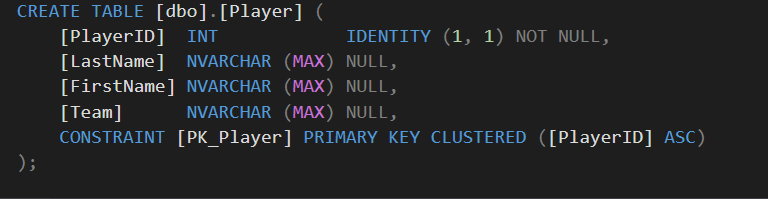 CREATE TABLE [dbo].[Player] (
    [PlayerID]  INT            IDENTITY (1, 1) NOT NULL,
    [LastName]  NVARCHAR (MAX) NULL,
    [FirstName] NVARCHAR (MAX) NULL,
    [Team]      NVARCHAR (MAX) NULL,
    CONSTRAINT [PK_Player] PRIMARY KEY CLUSTERED ([PlayerID] ASC)
);